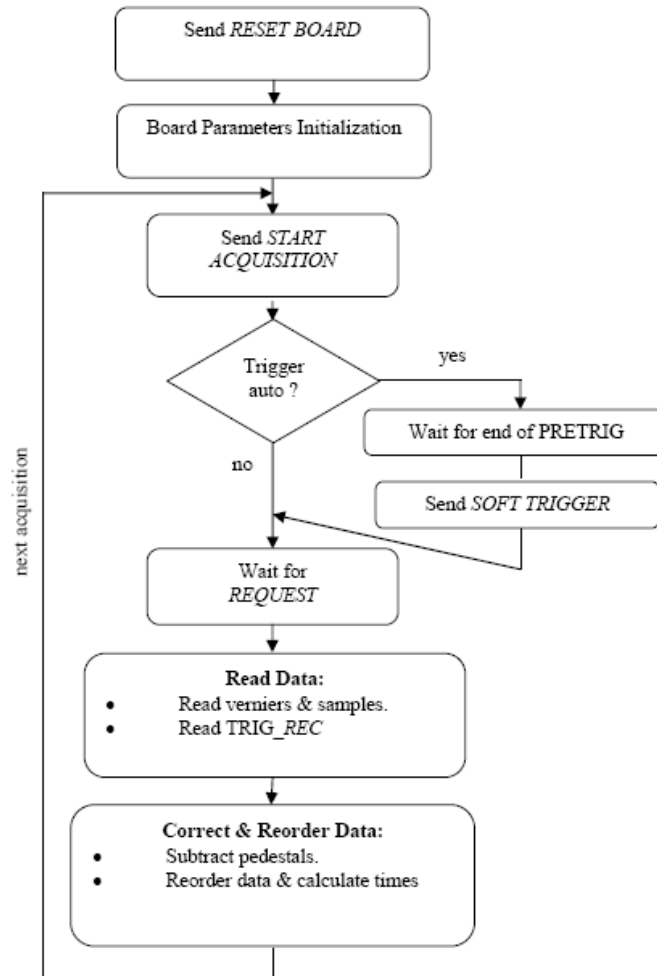 Send RESET BOARD
Board Parameters Initialization
Send START
ACQUISITION
Trigger
auto ?
yes
Wait for end of PRETRIG
no
Send SOFT TRIGGER
Wait for
REQUEST
next acquisition
Read Data:
• Read verniers & samples.
• Read TRIG_REC
Correct & Reorder Data:
• Subtract pedestals.
• Reorder data & calculate times